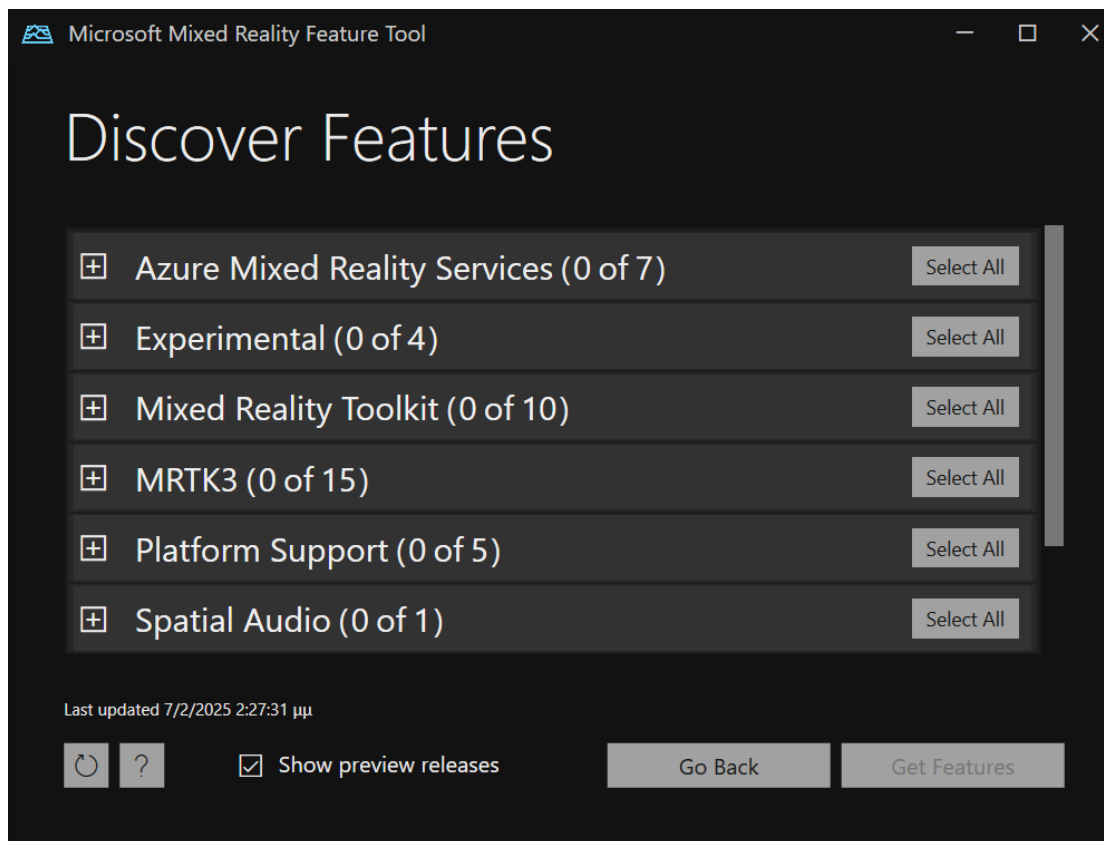 Microsoft Mixed Reality Feature Tool
Discover Features
Azure Mixed Reality Services (0 of 7) Select All
Experimental (0 of 4) Select All
Mixed Reality Toolkit (0 of 10) Select All
MRTK3 (0 of 15) Select All
Platform Support (0 of 5) Select All
Spatial Audio (0 of 1) Select All
Last updated 7/2/2025 2:27:31 μμ
? Show preview releases Go Back Get Features